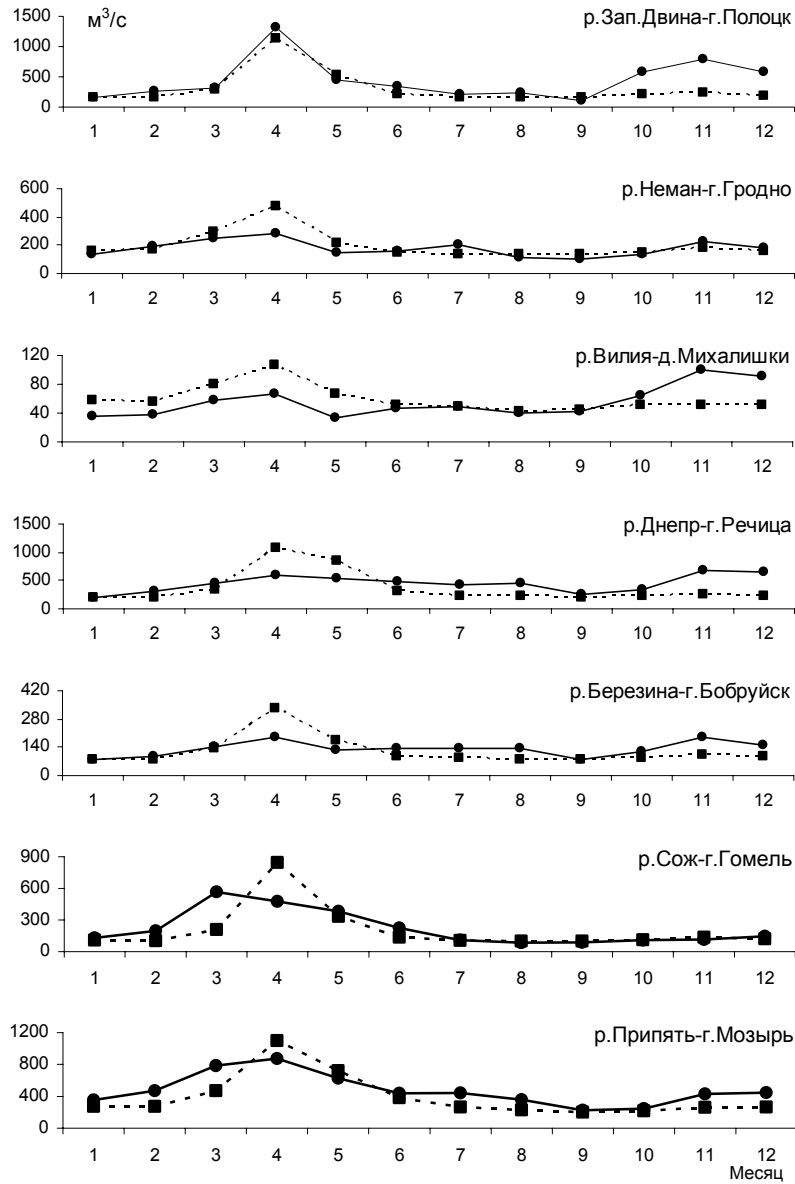 1500 м³/с р.Зап.Двина-г.Полоцк
1000
500
0
1 2 3 4 5 6 7 8 9 10 11 12
600 р.Неман-г.Гродно
400
200
0
1 2 3 4 5 6 7 8 9 10 11 12
120 р.Вилия-д.Михалишки
80
40
0
1 2 3 4 5 6 7 8 9 10 11 12
1500 р.Днепр-г.Речица
1000
500
0
1 2 3 4 5 6 7 8 9 10 11 12
420 р.Березина-г.Бобруйск
280
140
0
1 2 3 4 5 6 7 8 9 10 11 12
900 р.Сож-г.Гомель
600
300
0
1 2 3 4 5 6 7 8 9 10 11 12
1200 р.Припять-г.Мозырь
800
400
0
1 2 3 4 5 6 7 8 9 10 11 12
Месяц